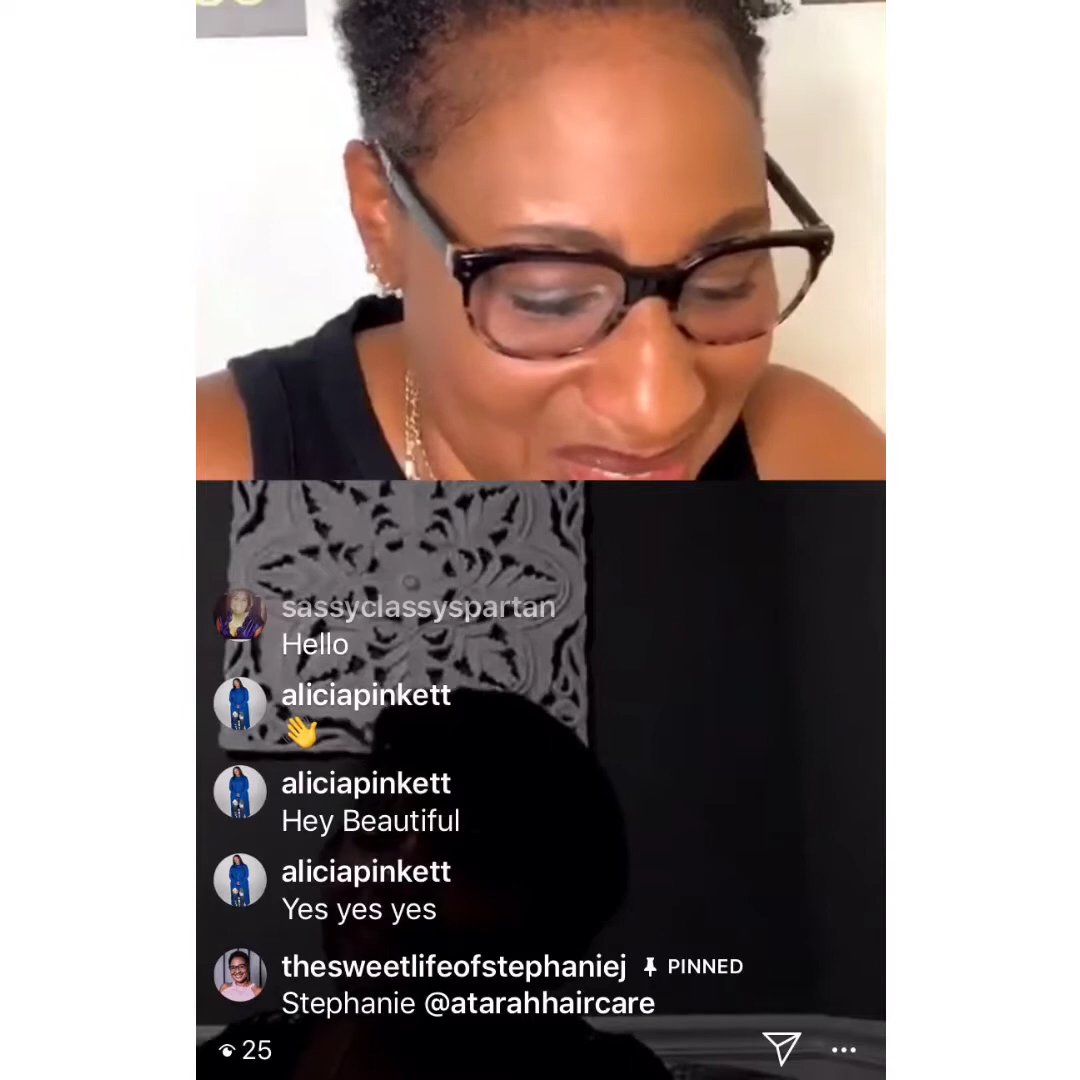 sassyclassyspartan
Hello
aliciapinkett
👋
aliciapinkett
Hey Beautiful
aliciapinkett
Yes yes yes
thesweetlifeofstephaniej PINNED
Stephanie @atarahhaircare
25